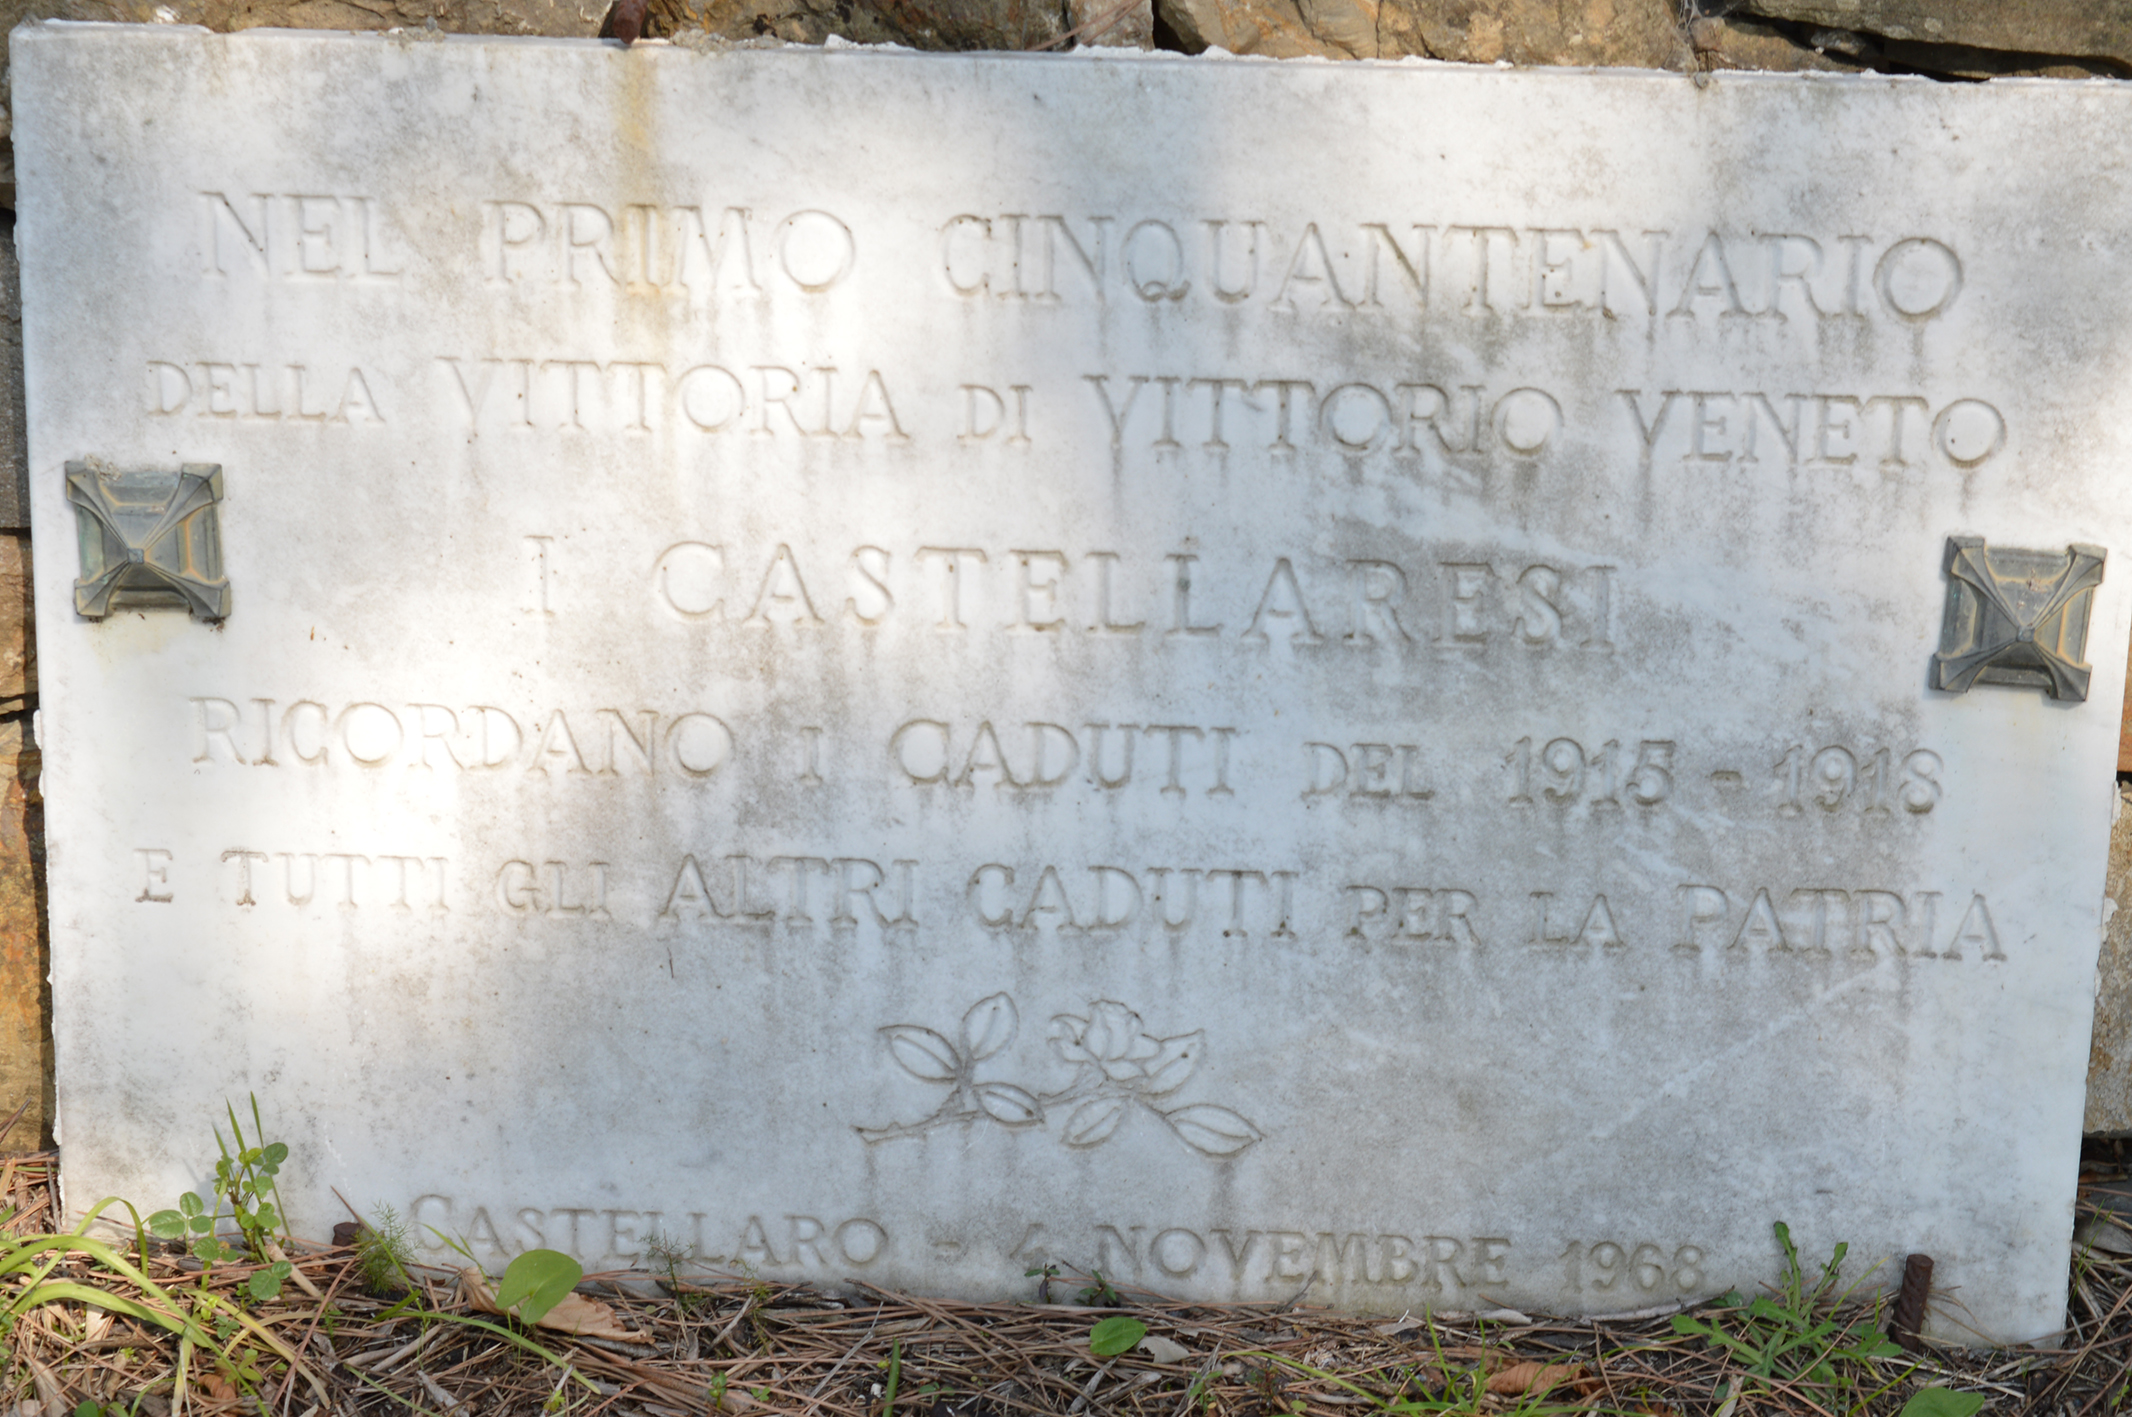 NEL PRIMO CINQUANTENARIO
DELLA VITTORIA DI VITTORIO VENETO
I CASTELLARESI
RICORDANO I CADUTI DEL 1915 - 1918
E TUTTI GLI ALTRI CADUTI PER LA PATRIA
CASTELLARO - 4 NOVEMBRE 1968